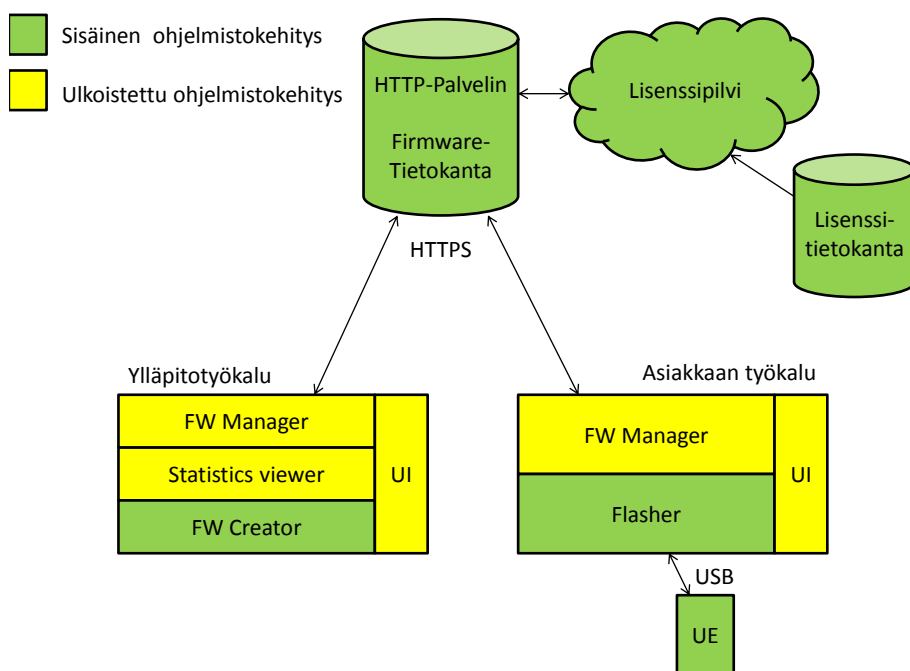 Sisäinen ohjelmistokehitys
Ulkoistettu ohjelmistokehitys
HTTP-Palvelin
Firmware-
Tietokanta
Lisenssipilvi
Lisenssi-
tietokanta
HTTPS
Ylläpitotyökalu
FW Manager
Statistics viewer
FW Creator
UI
Asiakkaan työkalu
FW Manager
Flasher
UI
USB
UE